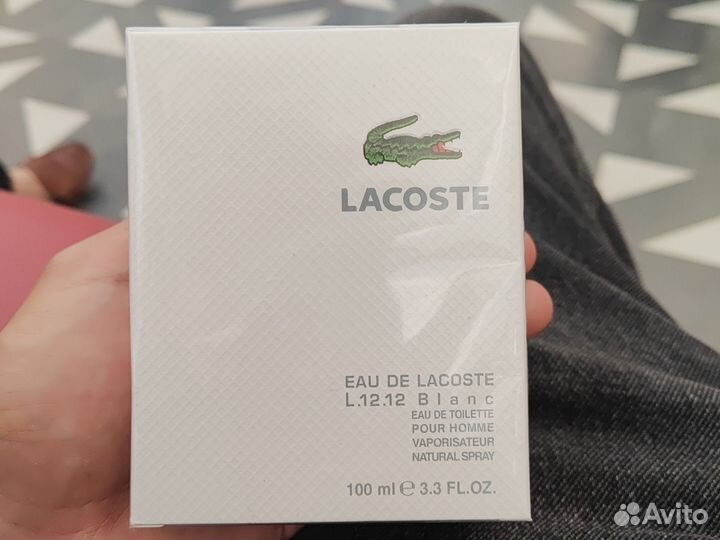 LACOSTE
EAU DE LACOSTE
L.12.12 Blanc
EAU DE TOILETTE
POUR HOMME
VAPORISATEUR
NATURAL SPRAY
100 ml ℮ 3.3 FL.OZ.
Avito